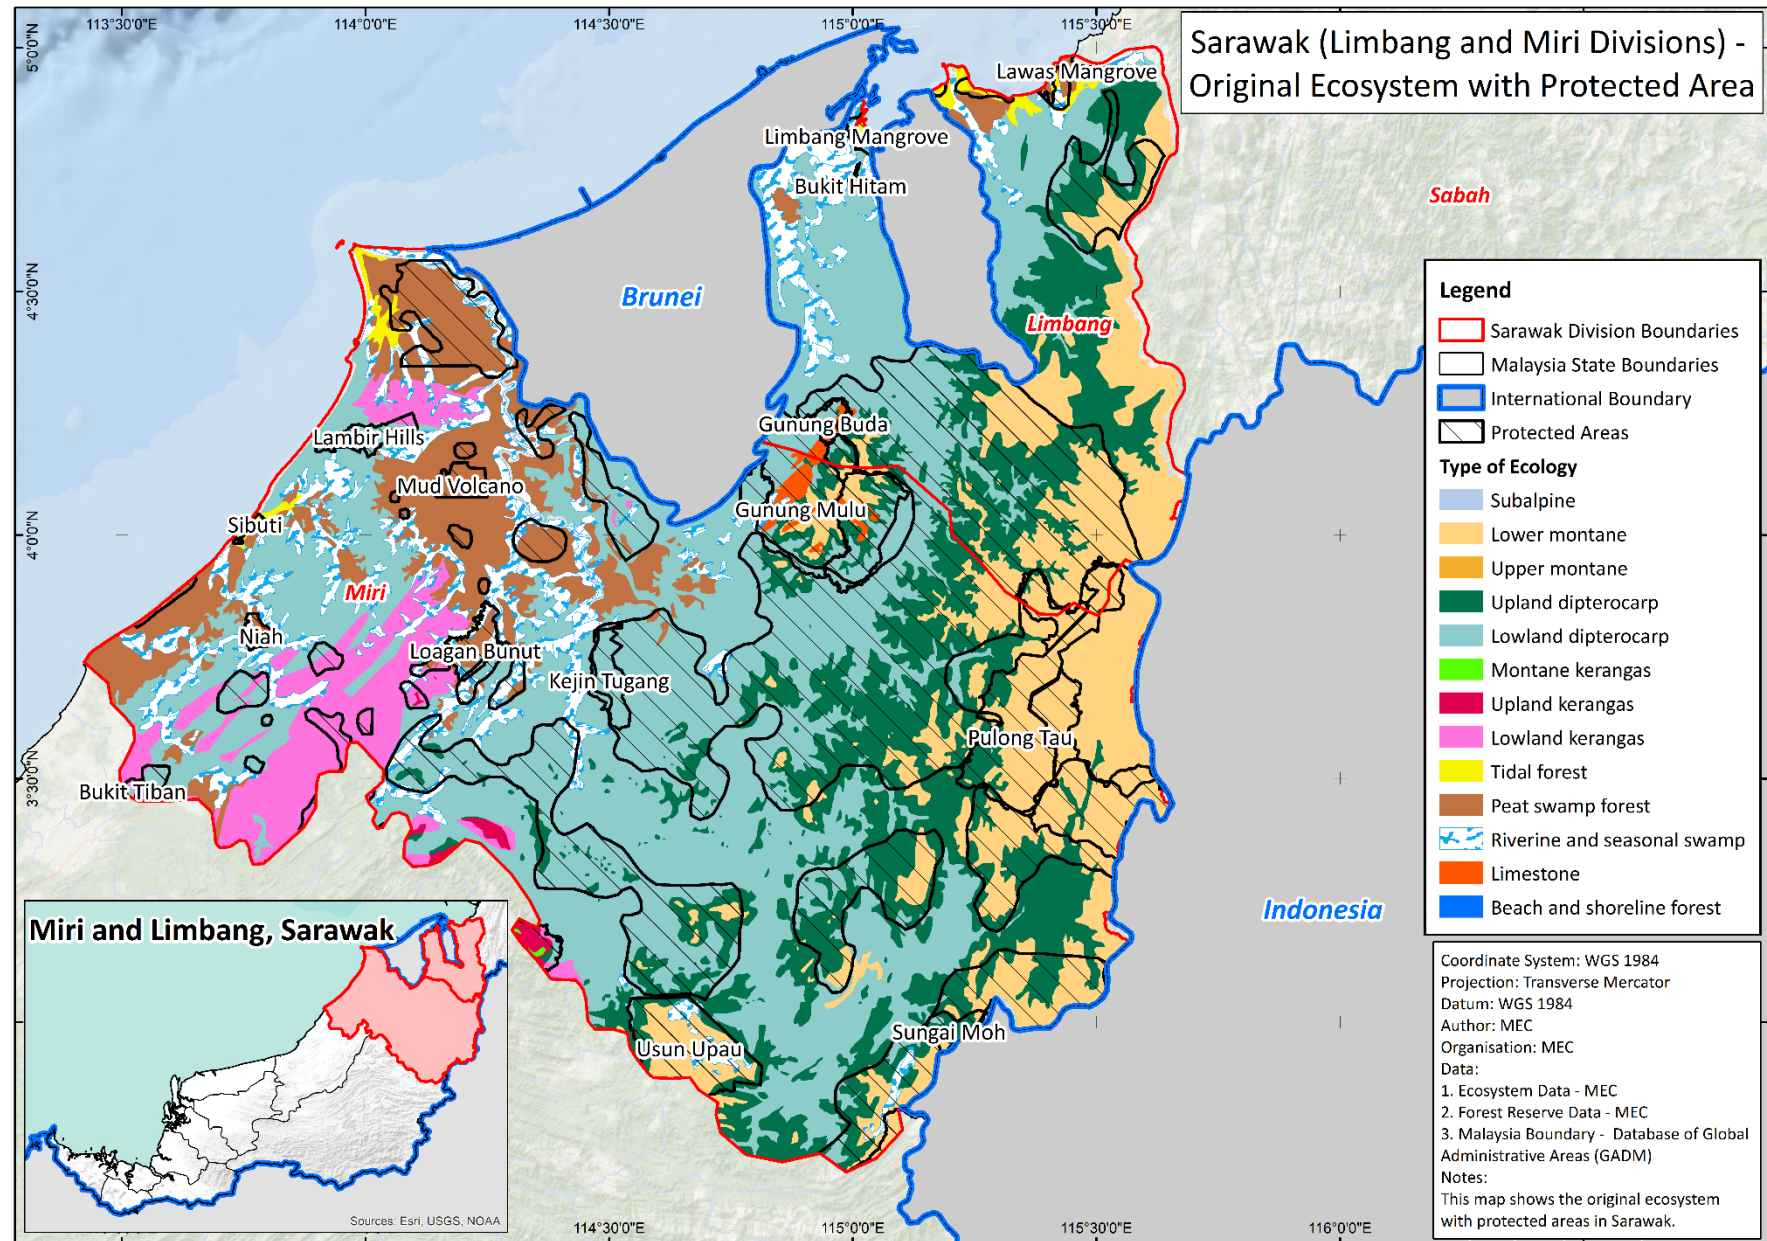 113°30'0"E
114°0'0"E
114°30'0"E
115°0'0"E
115°30'0"E
Sarawak (Limbang and Miri Divisions) -
Original Ecosystem with Protected Area
5°0'0"N
4°30'0"N
4°0'0"N
3°30'0"N
Lawas Mangrove
Limbang Mangrove
Bukit Hitam
Sabah
Brunei
Limbang
Gunung Buda
Lambir Hills
Mud Volcano
Gunung Mulu
Sibuti
Miri
Niah
Loagan Bunut
Kejin Tugang
Pulong Tau
Bukit Tiban
Indonesia
Sungai Moh
Usun Upau
Legend
Sarawak Division Boundaries
Malaysia State Boundaries
International Boundary
Protected Areas
Type of Ecology
Subalpine
Lower montane
Upper montane
Upland dipterocarp
Lowland dipterocarp
Montane kerangas
Upland kerangas
Lowland kerangas
Tidal forest
Peat swamp forest
Riverine and seasonal swamp
Limestone
Beach and shoreline forest
Miri and Limbang, Sarawak
Sources: Esri, USGS, NOAA
Coordinate System: WGS 1984
Projection: Transverse Mercator
Datum: WGS 1984
Author: MEC
Organisation: MEC
Data:
1. Ecosystem Data - MEC
2. Forest Reserve Data - MEC
3. Malaysia Boundary - Database of Global
Administrative Areas (GADM)
Notes:
This map shows the original ecosystem
with protected areas in Sarawak.
114°30'0"E
115°0'0"E
115°30'0"E
116°0'0"E